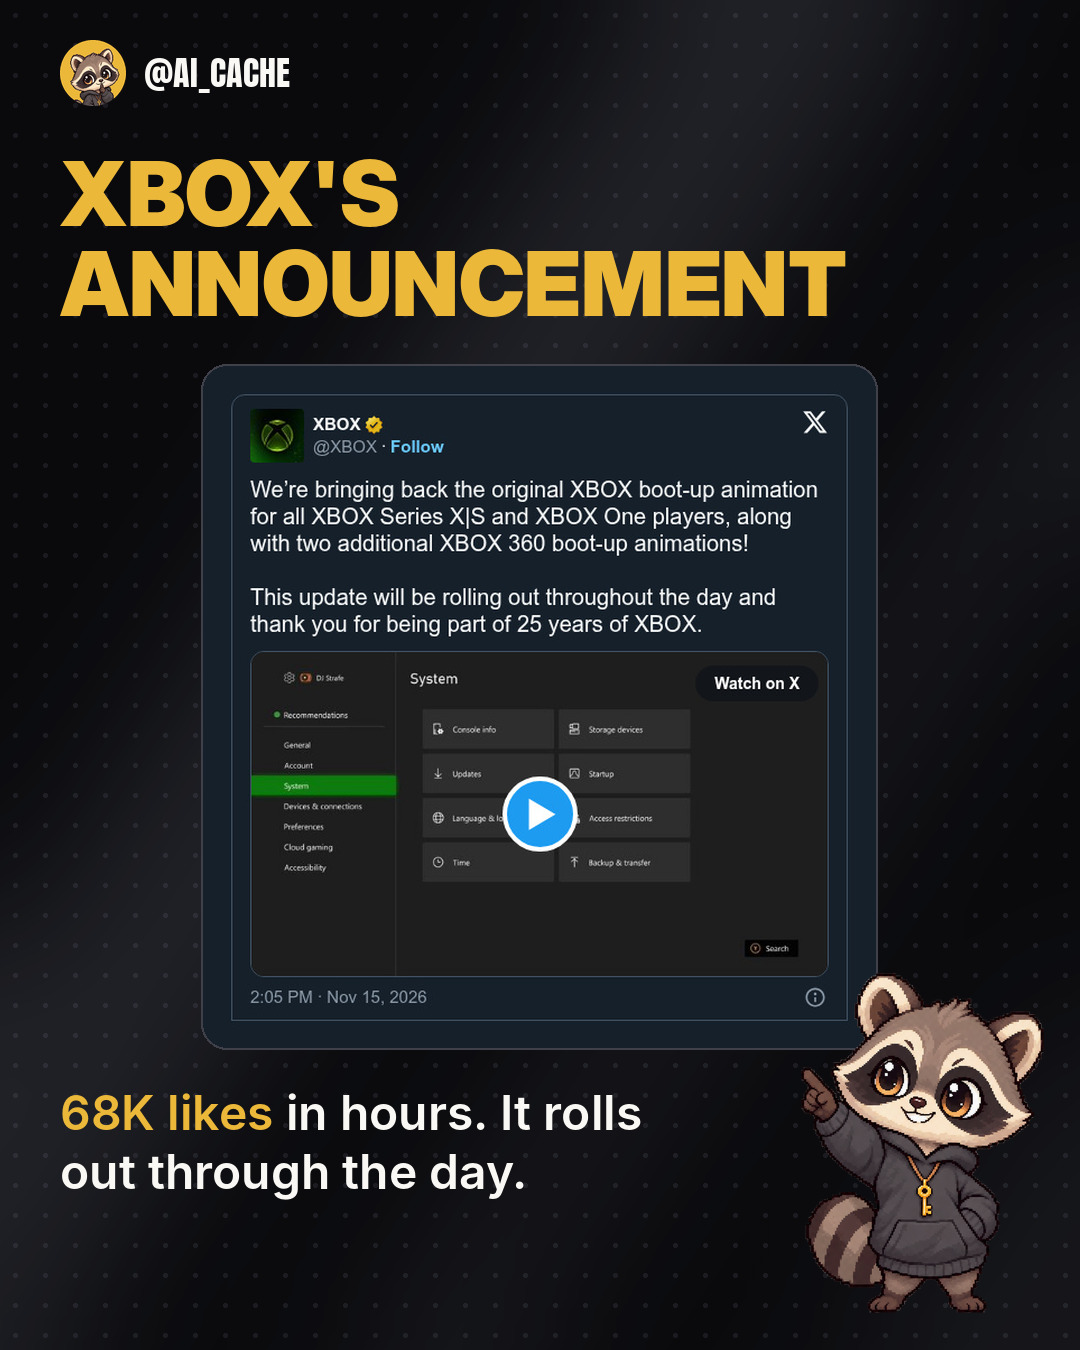 @AI_CACHE
XBOX'S
ANNOUNCEMENT
XBOX
@XBOX · Follow
We're bringing back the original XBOX boot-up animation
for all XBOX Series X|S and XBOX One players, along
with two additional XBOX 360 boot-up animations!
This update will be rolling out throughout the day and
thank you for being part of 25 years of XBOX.
DJ Strafe
System
Watch on X
Recommendations
General
Account
System
Devices & connections
Preferences
Cloud gaming
Accessibility
Console info
Storage devices
Updates
Startup
Language & lo
Access restrictions
Time
Backup & transfer
Y Search
2:05 PM · Nov 15, 2026
68K likes in hours. It rolls
out through the day.